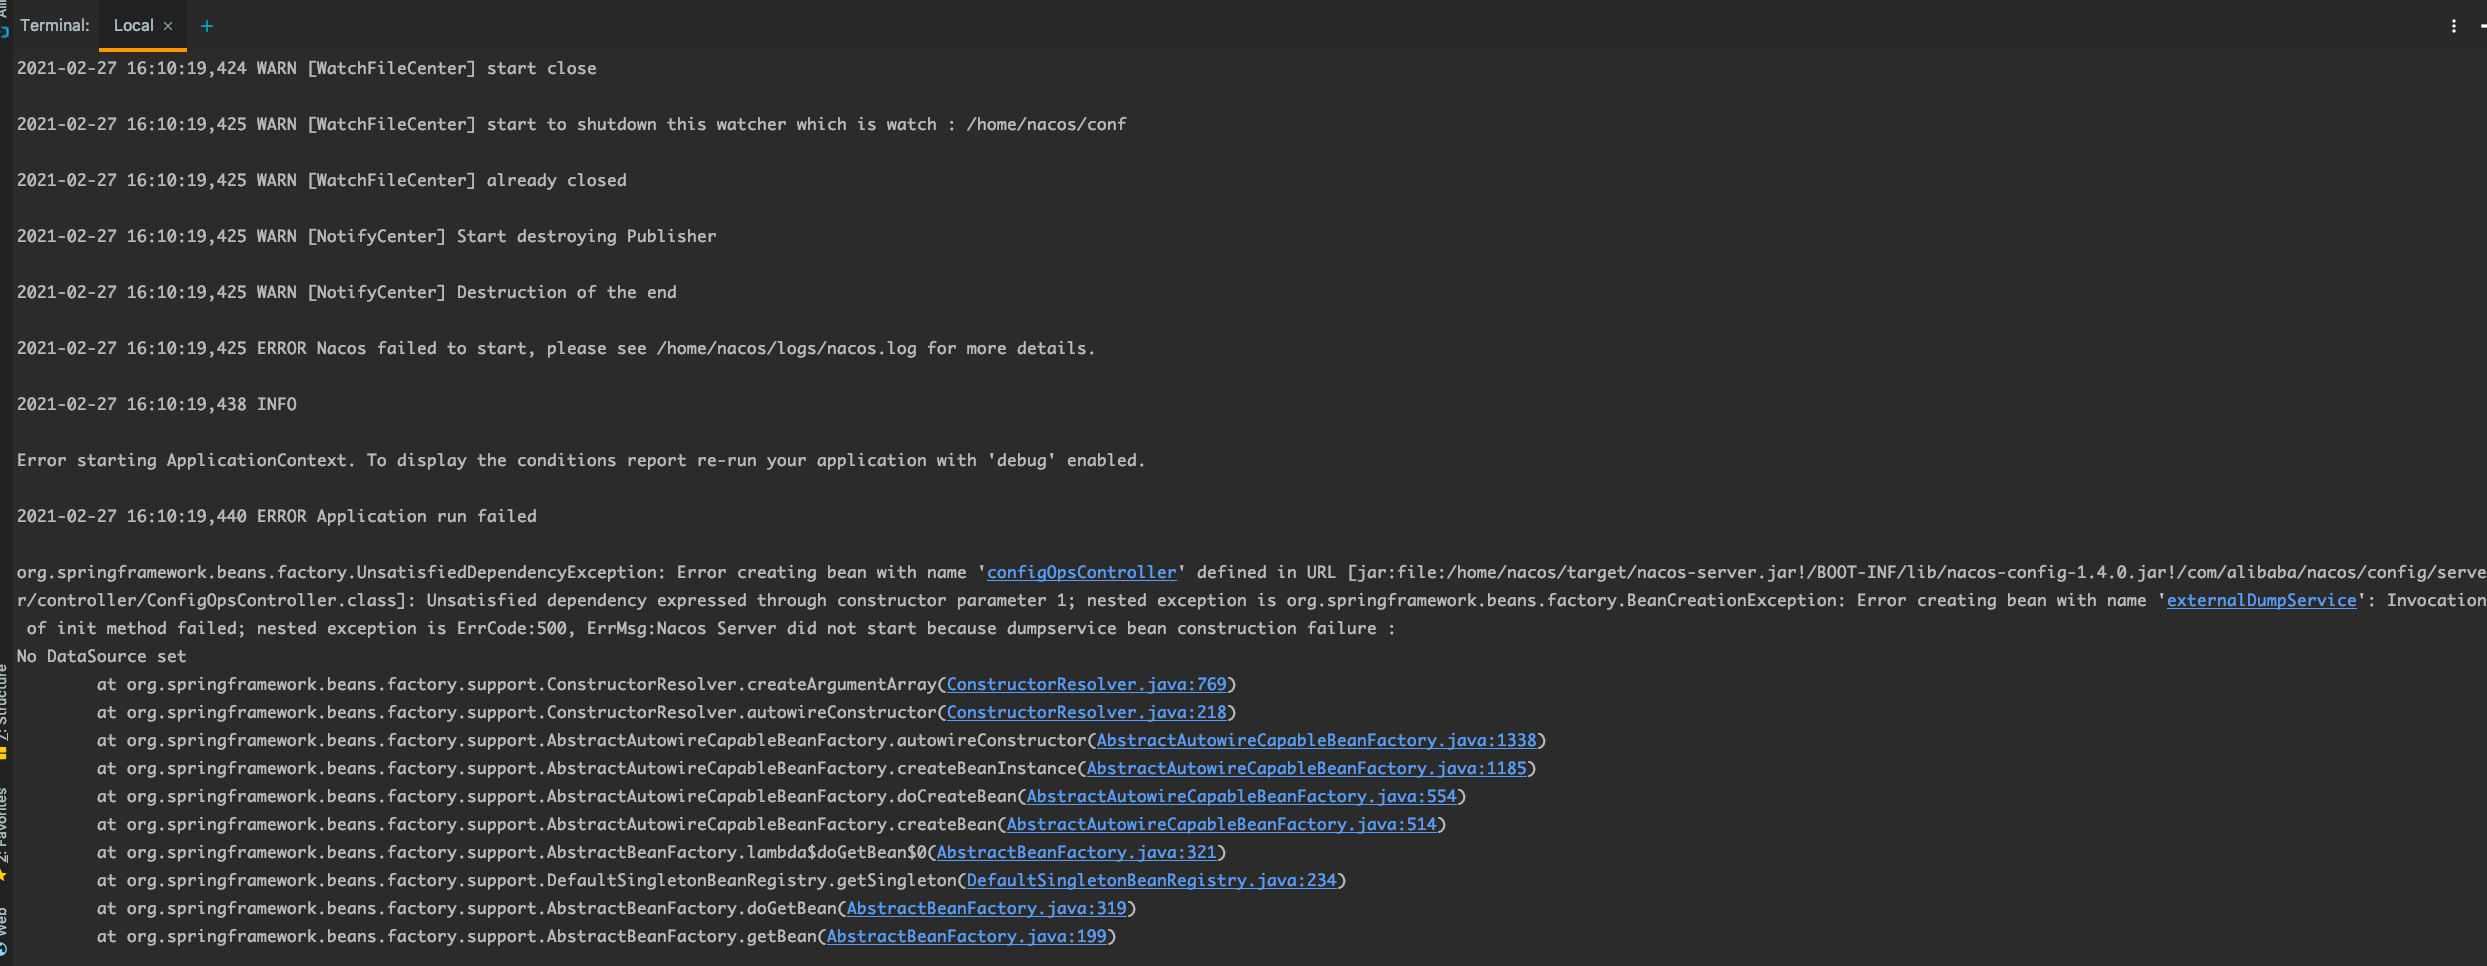 Terminal:
Local × +
2021-02-27 16:10:19,424 WARN [WatchFileCenter] start close
2021-02-27 16:10:19,425 WARN [WatchFileCenter] start to shutdown this watcher which is watch : /home/nacos/conf
2021-02-27 16:10:19,425 WARN [WatchFileCenter] already closed
2021-02-27 16:10:19,425 WARN [NotifyCenter] Start destroying Publisher
2021-02-27 16:10:19,425 WARN [NotifyCenter] Destruction of the end
2021-02-27 16:10:19,425 ERROR Nacos failed to start, please see /home/nacos/logs/nacos.log for more details.
2021-02-27 16:10:19,438 INFO
Error starting ApplicationContext. To display the conditions report re-run your application with 'debug' enabled.
2021-02-27 16:10:19,440 ERROR Application run failed
org.springframework.beans.factory.UnsatisfiedDependencyException: Error creating bean with name 'configOpsController' defined in URL [jar:file:/home/nacos/target/nacos-server.jar!/BOOT-INF/lib/nacos-config-1.4.0.jar!/com/alibaba/nacos/config/serve
r/controller/ConfigOpsController.class]: Unsatisfied dependency expressed through constructor parameter 1; nested exception is org.springframework.beans.factory.BeanCreationException: Error creating bean with name 'externalDumpService': Invocation
of init method failed; nested exception is ErrCode:500, ErrMsg:Nacos Server did not start because dumpservice bean construction failure :
No DataSource set
at org.springframework.beans.factory.support.ConstructorResolver.createArgumentArray(ConstructorResolver.java:769)
at org.springframework.beans.factory.support.ConstructorResolver.autowireConstructor(ConstructorResolver.java:218)
at org.springframework.beans.factory.support.AbstractAutowireCapableBeanFactory.autowireConstructor(AbstractAutowireCapableBeanFactory.java:1338)
at org.springframework.beans.factory.support.AbstractAutowireCapableBeanFactory.createBeanInstance(AbstractAutowireCapableBeanFactory.java:1185)
at org.springframework.beans.factory.support.AbstractAutowireCapableBeanFactory.doCreateBean(AbstractAutowireCapableBeanFactory.java:554)
at org.springframework.beans.factory.support.AbstractAutowireCapableBeanFactory.createBean(AbstractAutowireCapableBeanFactory.java:514)
at org.springframework.beans.factory.support.AbstractBeanFactory.lambda$doGetBean$0(AbstractBeanFactory.java:321)
at org.springframework.beans.factory.support.DefaultSingletonBeanRegistry.getSingleton(DefaultSingletonBeanRegistry.java:234)
at org.springframework.beans.factory.support.AbstractBeanFactory.doGetBean(AbstractBeanFactory.java:319)
at org.springframework.beans.factory.support.AbstractBeanFactory.getBean(AbstractBeanFactory.java:199)
Z: Structure
2: Favorites
Web